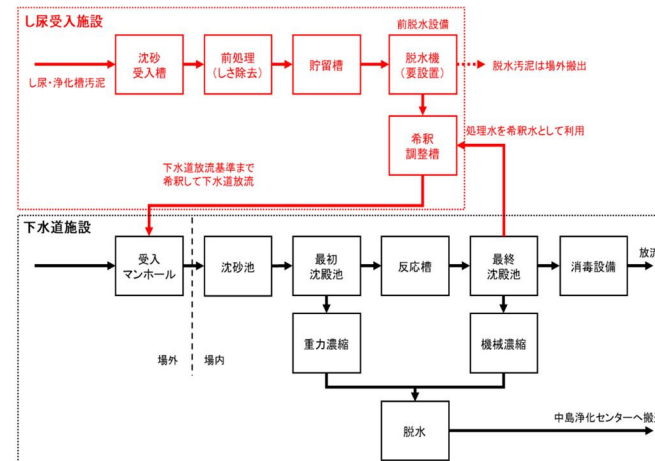 し尿受入施設
前脱水設備
沈砂
受入槽
前処理
(しさ除去)
貯留槽
脱水機
(要設置)
し尿・浄化槽汚泥
脱水汚泥は場外搬出
希釈
調整槽
処理水を希釈水として利用
下水道放流基準まで
希釈して下水道放流
下水道施設
受入
マンホール
沈砂池
最初
沈殿池
反応槽
最終
沈殿池
消毒設備
放流
場外
場内
重力濃縮
機械濃縮
脱水
中島浄化センターへ搬